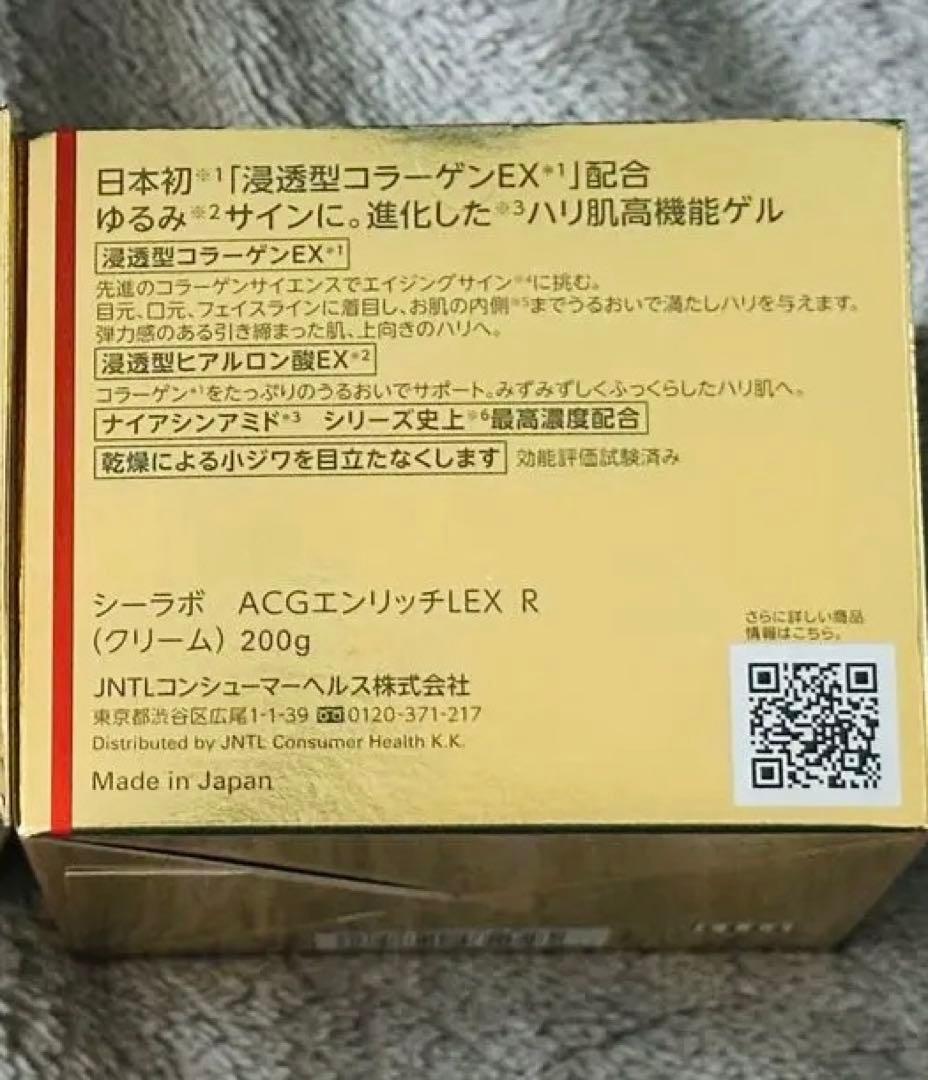 日本初※1「浸透型コラーゲンEX*1」配合
ゆるみ※2サインに。進化した※3ハリ肌高機能ゲル
浸透型コラーゲンEX*1
先進のコラーゲンサイエンスでエイジングサイン※4に挑む。
目元、口元、フェイスラインに着目し、お肌の内側※5までうるおいで満たしハリを与えます。
弾力感のある引き締まった肌、上向きのハリへ。
浸透型ヒアルロン酸EX*2
コラーゲン*1をたっぷりのうるおいでサポート。みずみずしくふっくらしたハリ肌へ。
ナイアシンアミド*3 シリーズ史上※6最高濃度配合
乾燥による小ジワを目立たなくします 効能評価試験済み
シーラボ ACGエンリッチLEX R
(クリーム) 200g
さらに詳しい商品
情報はこちら。
JNTLコンシューマーヘルス株式会社
東京都渋谷区広尾1-1-39 0120-371-217
Distributed by JNTL Consumer Health K.K.
Made in Japan